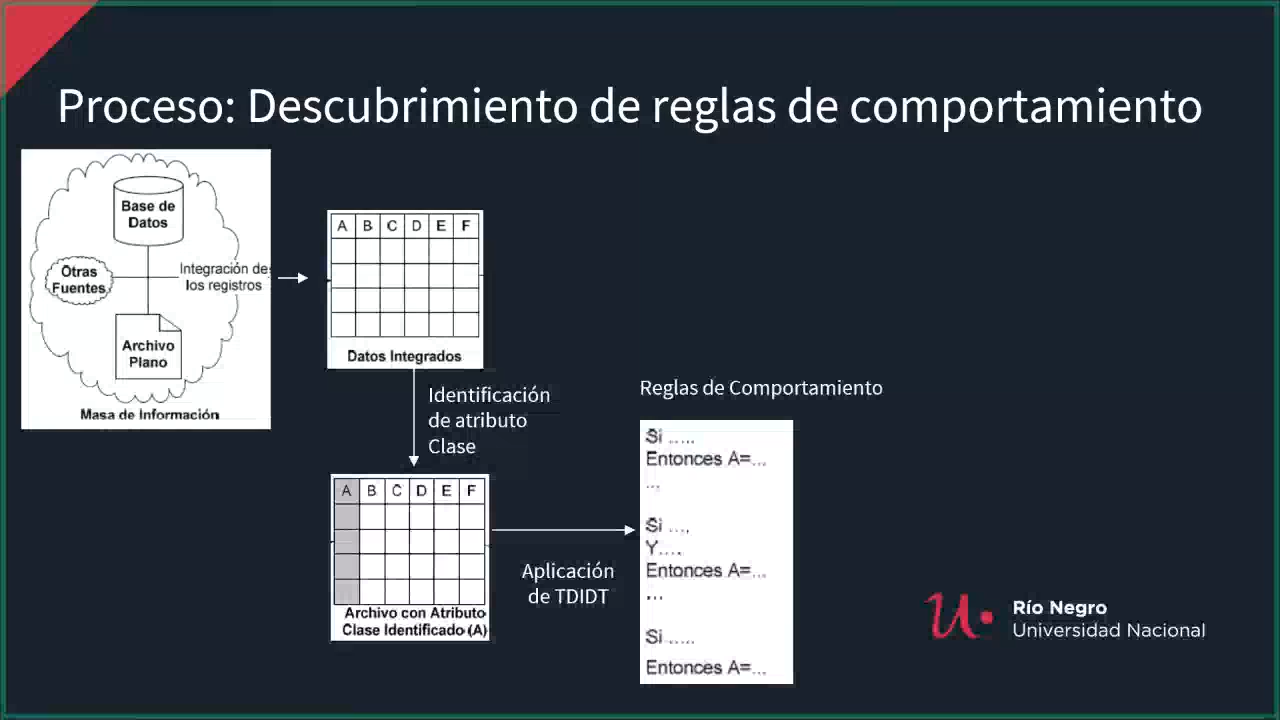 Proceso: Descubrimiento de reglas de comportamiento
Base de
Datos
Otras
Fuentes
Integración de
los registros
Archivo
Plano
Masa de Información
A B C D E F
Datos Integrados
Identificación
de atributo
Clase
A B C D E F
Archivo con Atributo
Clase Identificado (A)
Aplicación
de TDIDT
Reglas de Comportamiento
Si .....
Entonces A=...
...
Si ....,
Y....,
Entonces A=...
...
Si .....
Entonces A=...
Río Negro
Universidad Nacional